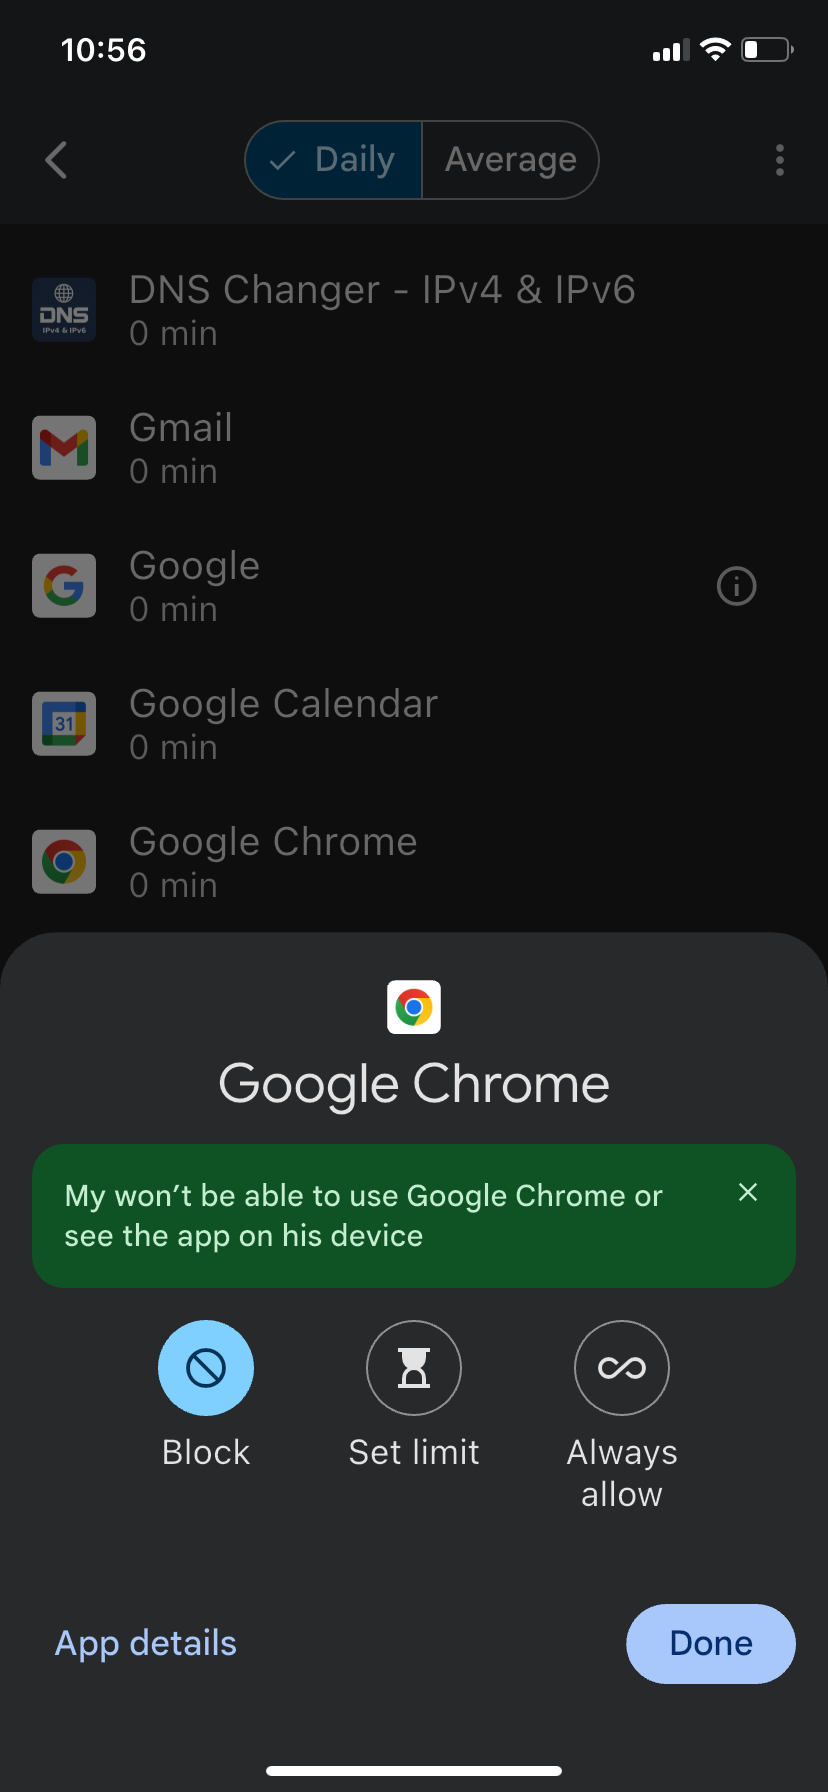 10:56
Daily
Average
DNS
IPv4 & IPv6
DNS Changer - IPv4 & IPv6
0 min
Gmail
0 min
Google
0 min
31
Google Calendar
0 min
Google Chrome
0 min
Google Chrome
My won’t be able to use Google Chrome or
see the app on his device
Block
Set limit
Always
allow
App details
Done